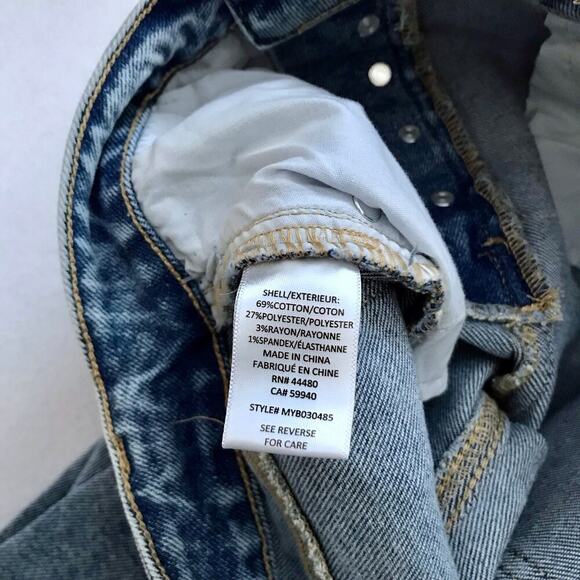 SHELL/EXTERIEUR:
69%COTTON/COTON
27%POLYESTER/POLYESTER
3%RAYON/RAYONNE
1%SPANDEX/ÉLASTHANNE
MADE IN CHINA
FABRIQUÉ EN CHINE
RN# 44480
CA# 59940
STYLE# MYB030485
SEE REVERSE
FOR CARE